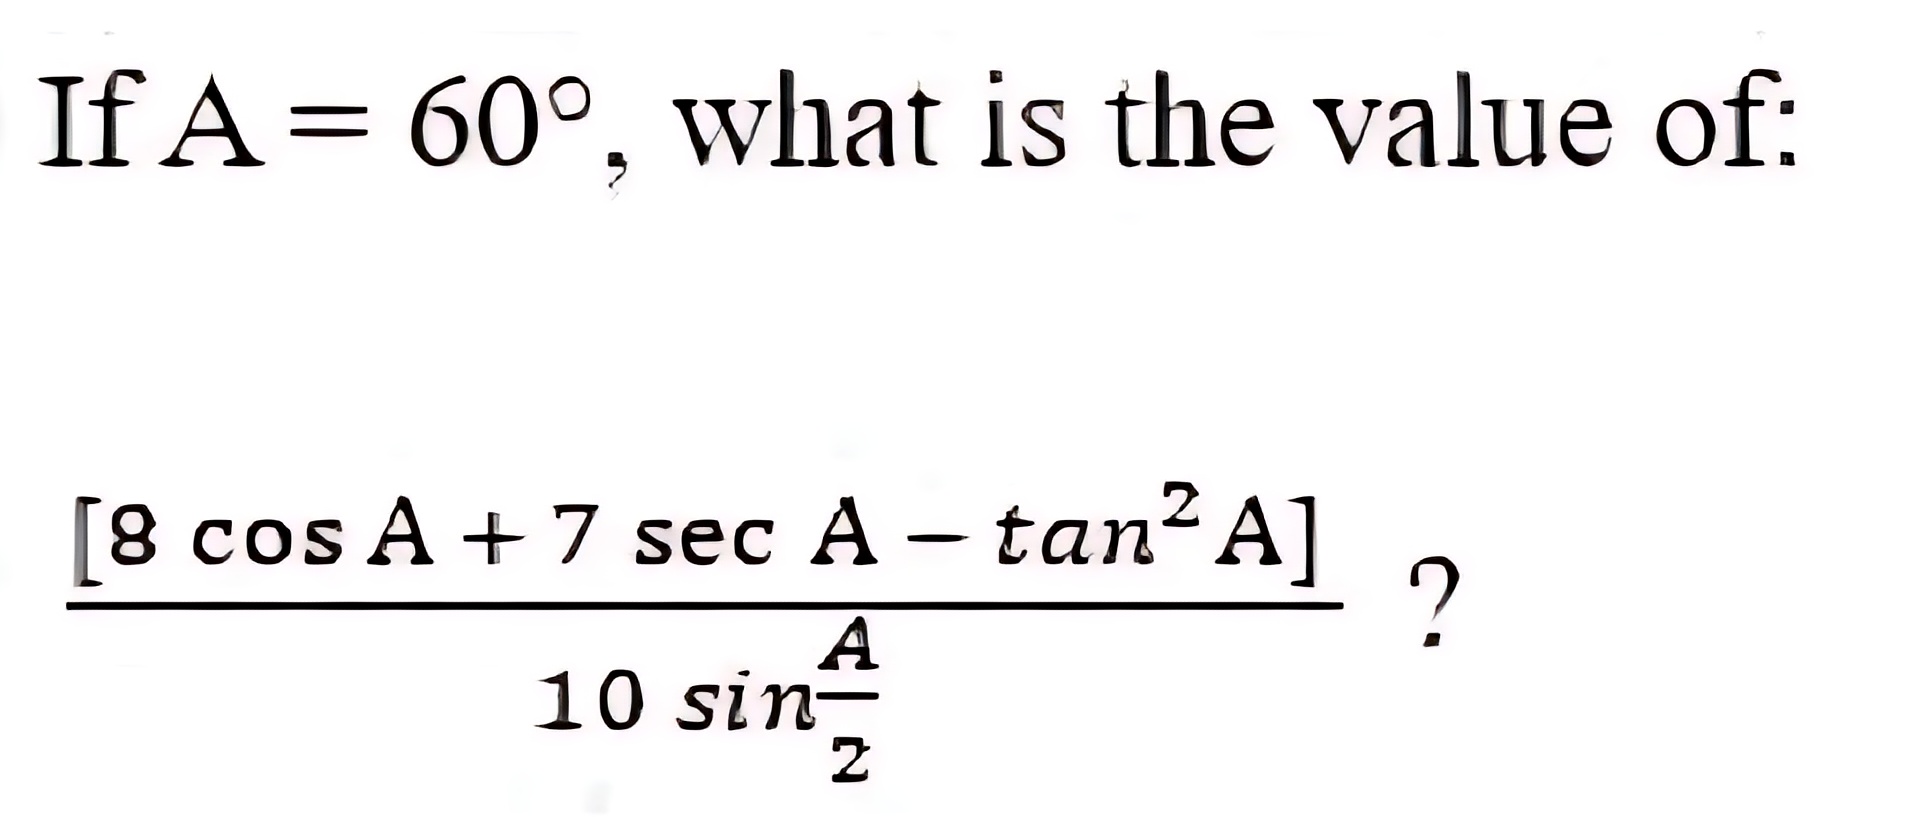 If A = 60°, what is the value of:
[8 cos A + 7 sec A − tan² A]
10 sin A/2 ?